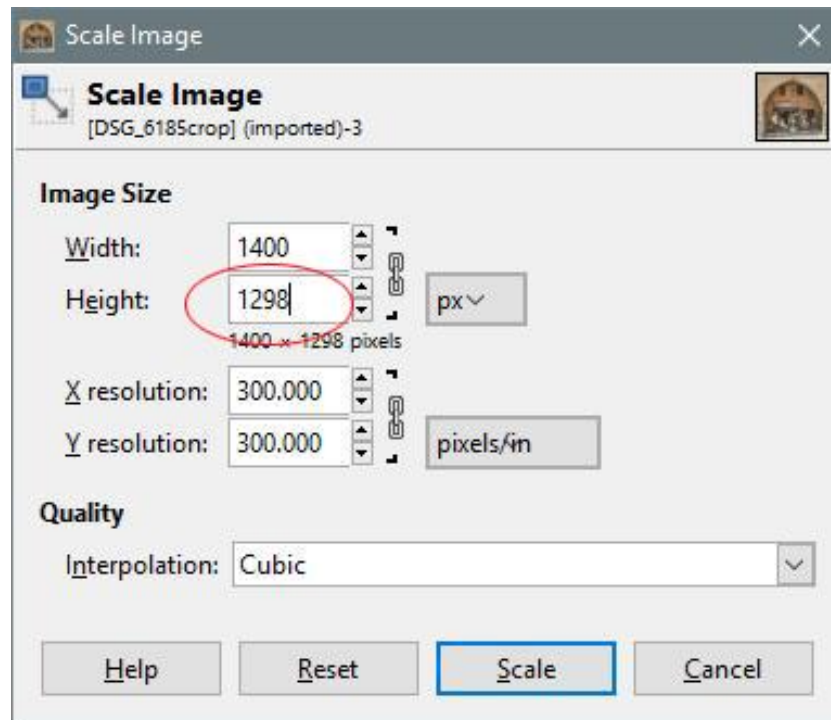 Scale Image
Scale Image
[DSG_6185crop] (imported)-3
Image Size
Width: 1400
Height: 1298 px
1400 × 1298 pixels
X resolution: 300.000
Y resolution: 300.000 pixels/in
Quality
Interpolation: Cubic
Help Reset Scale Cancel